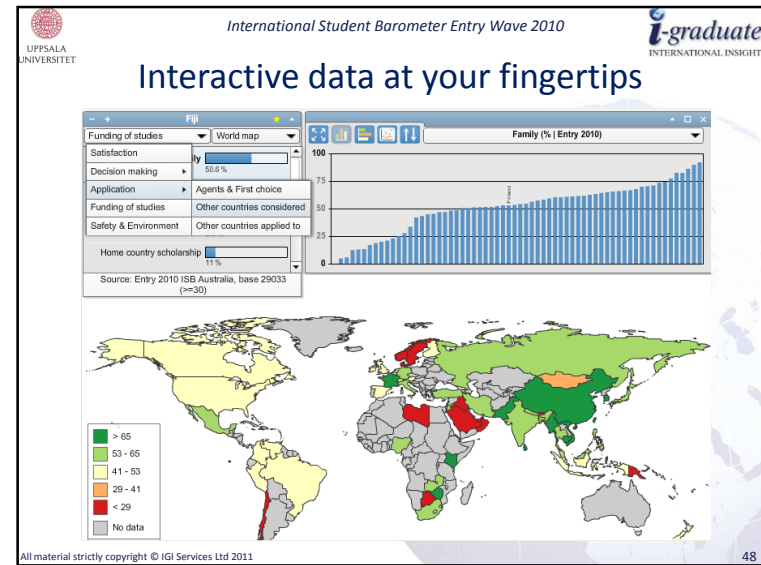 International Student Barometer Entry Wave 2010
UPPSALA
UNIVERSITET
i-graduate
INTERNATIONAL INSIGHT
Interactive data at your fingertips
Fiji
Funding of studies
World map
Satisfaction
Decision making
Application
Funding of studies
Safety & Environment
Agents & First choice
Other countries considered
Other countries applied to
50.6 %
Home country scholarship
11 %
Source: Entry 2010 ISB Australia, base 29033
(>=30)
Family (% | Entry 2010)
100
75
50
25
0
Finland
> 65
53 - 65
41 - 53
29 - 41
< 29
No data
All material strictly copyright © IGI Services Ltd 2011
48